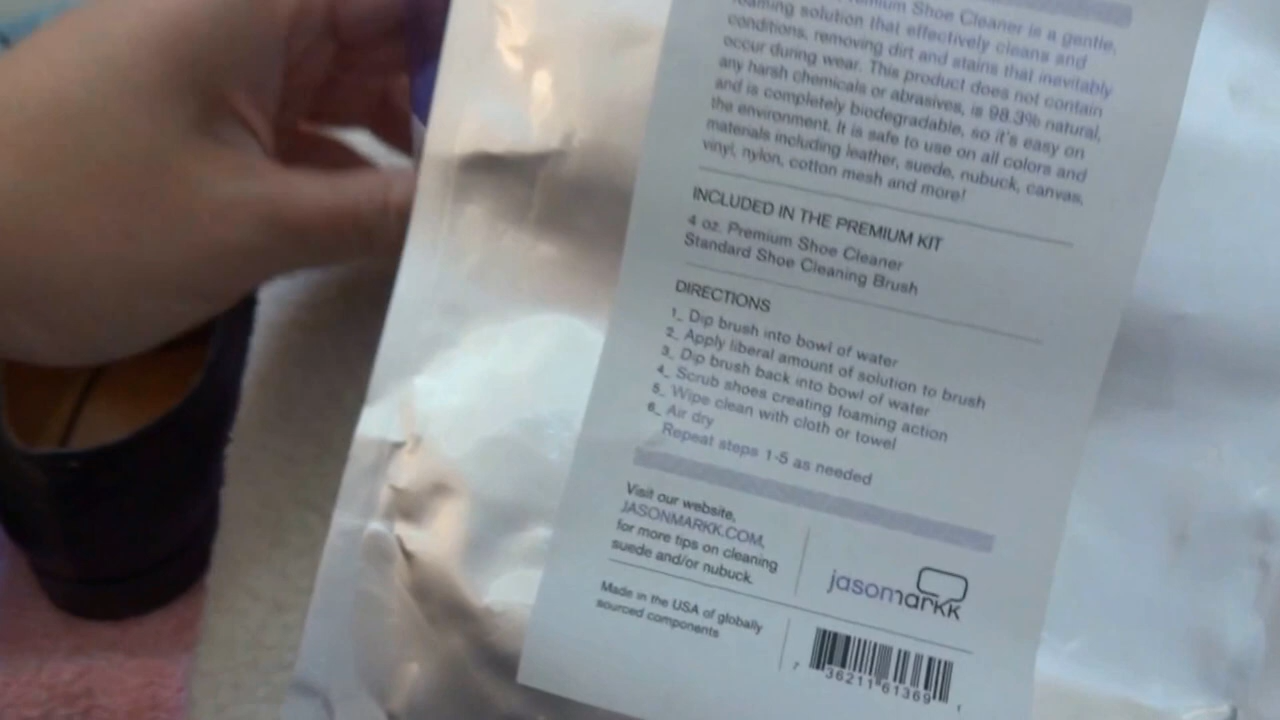 Premium Shoe Cleaner is a gentle,
foaming solution that effectively cleans and
conditions, removing dirt and stains that inevitably
occur during wear. This product does not contain
any harsh chemicals or abrasives, is 98.3% natural,
and is completely biodegradable, so it's easy on
the environment. It is safe to use on all colors and
materials including leather, suede, nubuck, canvas,
vinyl, nylon, cotton mesh and more!
INCLUDED IN THE PREMIUM KIT
4 oz. Premium Shoe Cleaner
Standard Shoe Cleaning Brush
DIRECTIONS
1_ Dip brush into bowl of water
2_ Apply liberal amount of solution to brush
3_ Dip brush back into bowl of water
4_ Scrub shoes creating foaming action
5_ Wipe clean with cloth or towel
6_ Air dry
Repeat steps 1-5 as needed
Visit our website,
JASONMARKK.COM,
for more tips on cleaning
suede and/or nubuck.
jasonmarkk
Made in the USA of globally
sourced components
7 36211 61369 1